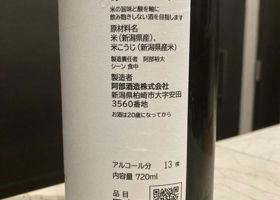 米の旨味と酸を軸に
飲み飽きしない酒を目指します
原材料名
米(新潟県産)、
米こうじ(新潟県産米)
製造責任者 阿部裕太
シーン 食中
製造者
阿部酒造株式会社
新潟県柏崎市大字安田
3560番地
お酒は20歳になってから
アルコール分 13 度
内容量 720ml
品目